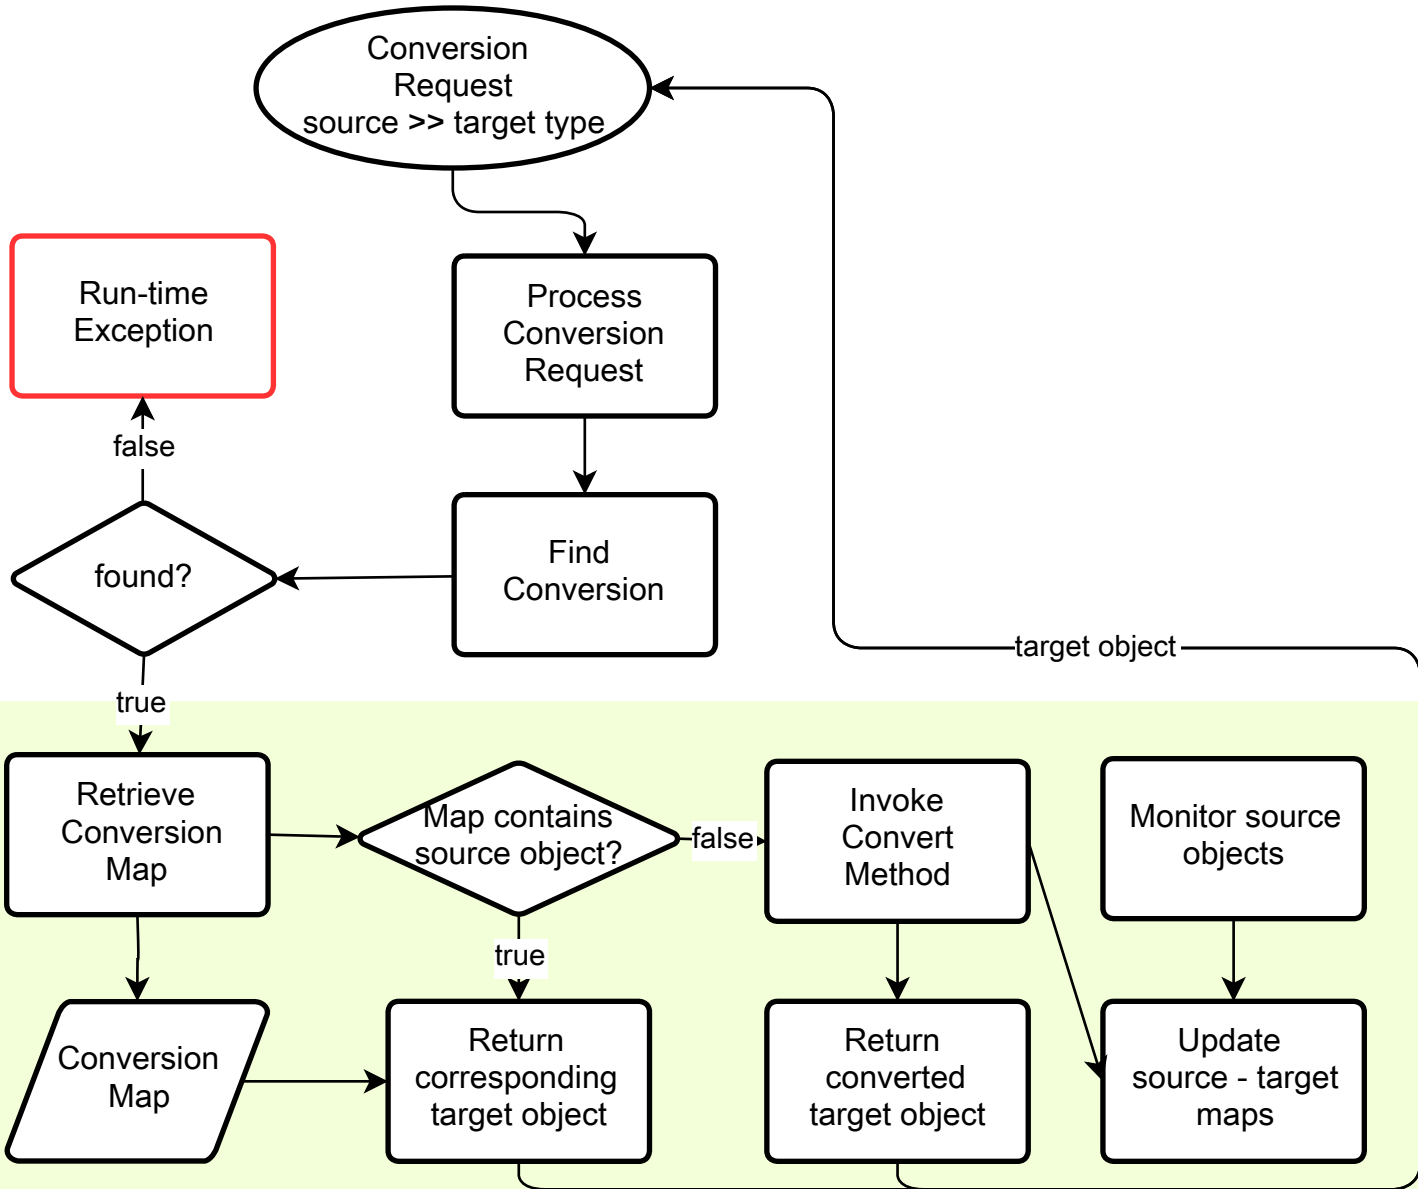 Conversion
Request
source >> target type
Run-time
Exception
Process
Conversion
Request
false
found?
Find
Conversion
target object
true
Retrieve
Conversion
Map
Map contains
source object?
false
Invoke
Convert
Method
Monitor source
objects
true
Conversion
Map
Return
corresponding
target object
Return
converted
target object
Update
source - target
maps